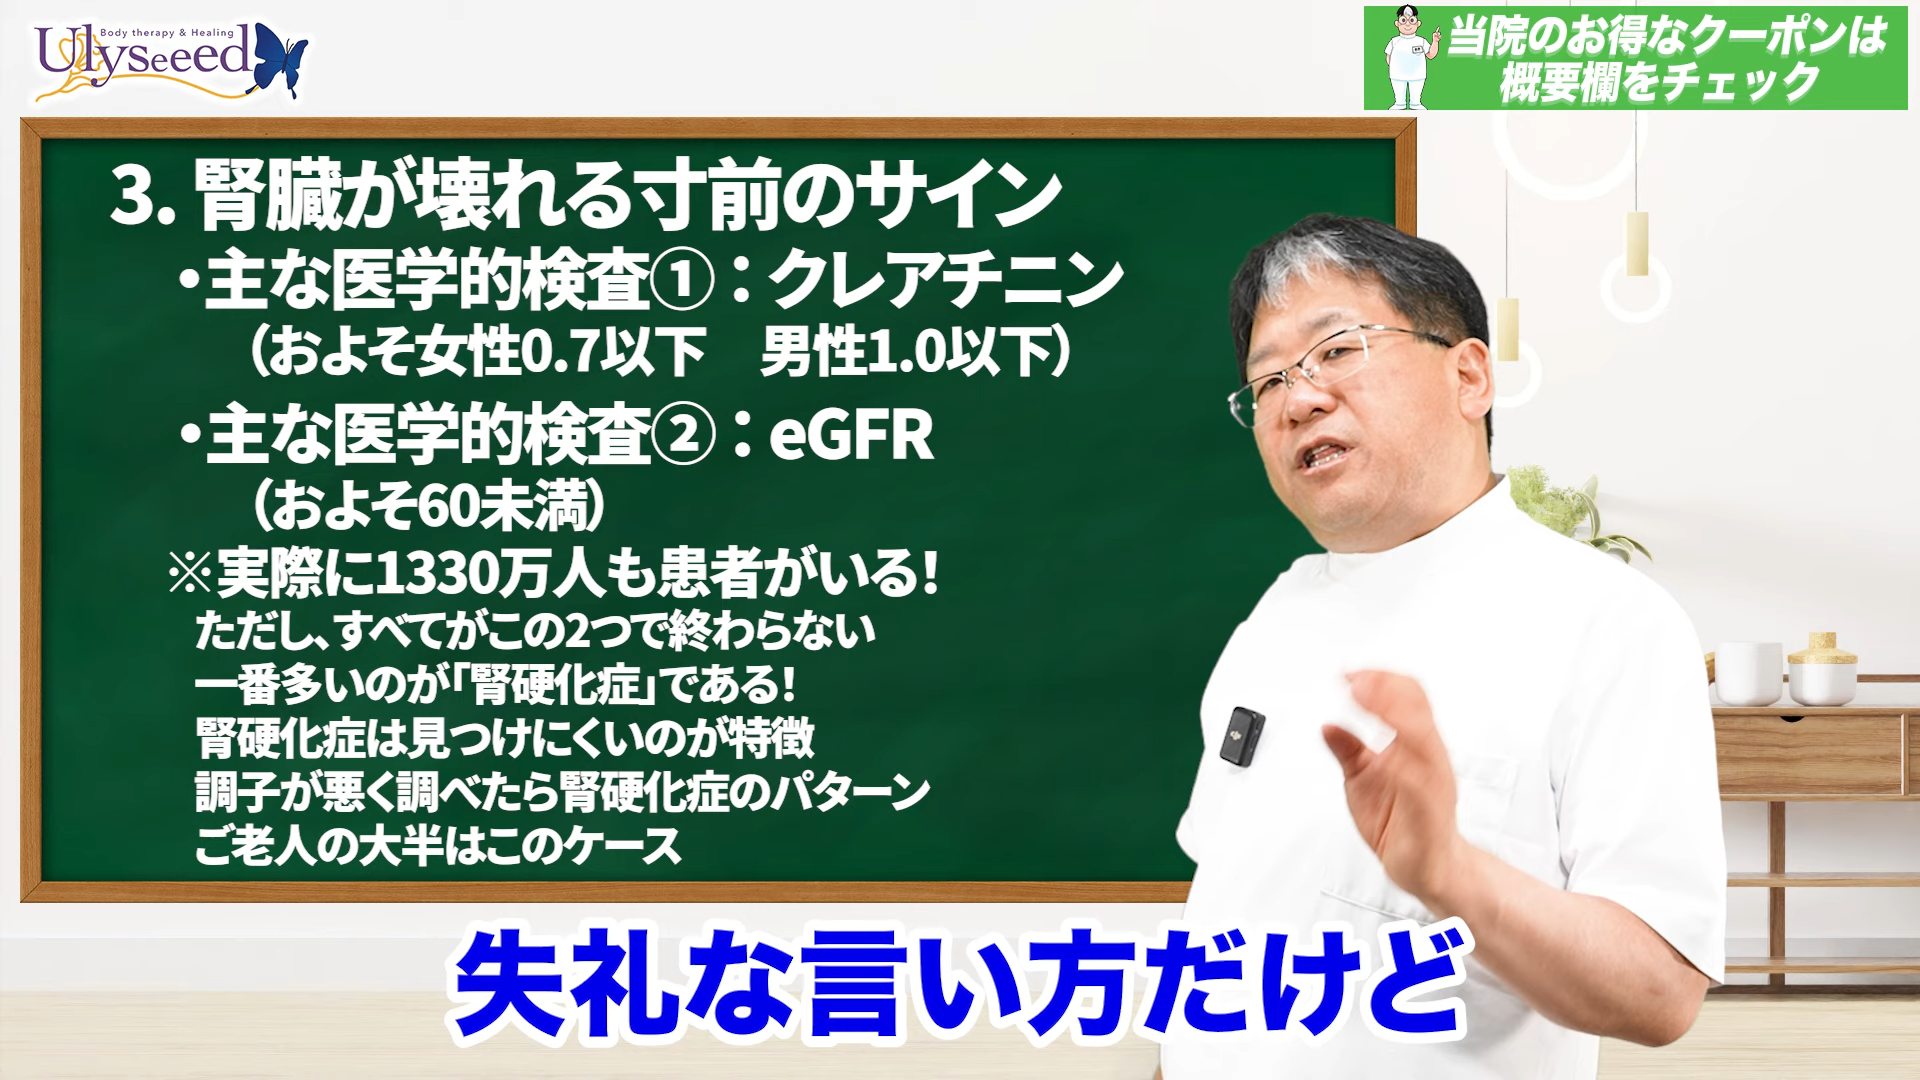 Body therapy & Healing
Ulyseeed
当院のお得なクーポンは
概要欄をチェック
3. 腎臓が壊れる寸前のサイン
・主な医学的検査①：クレアチニン
（およそ女性0.7以下　男性1.0以下）
・主な医学的検査②：eGFR
（およそ60未満）
※実際に1330万人も患者がいる！
ただし、すべてがこの2つで終わらない
一番多いのが「腎硬化症」である！
腎硬化症は見つけにくいのが特徴
調子が悪く調べたら腎硬化症のパターン
ご老人の大半はこのケース
失礼な言い方だけど